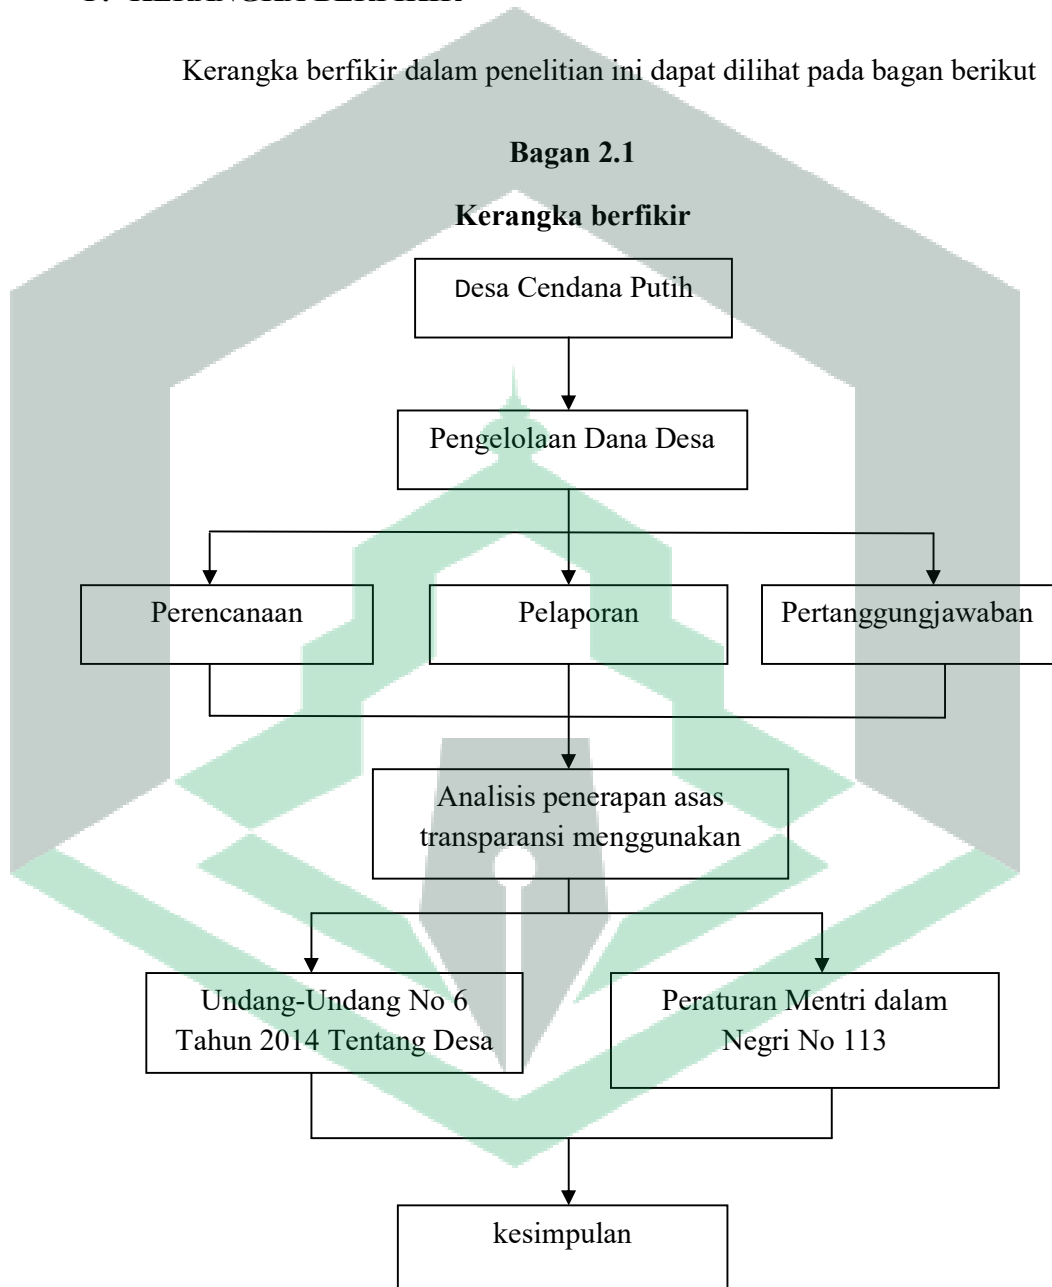 Kerangka berfikir dalam penelitian ini dapat dilihat pada bagan berikut
Bagan 2.1
Kerangka berfikir
Desa Cendana Putih
Pengelolaan Dana Desa
Perencanaan
Pelaporan
Pertanggungjawaban
Analisis penerapan asas
transparansi menggunakan
Undang-Undang No 6
Tahun 2014 Tentang Desa
Peraturan Mentri dalam
Negri No 113
kesimpulan